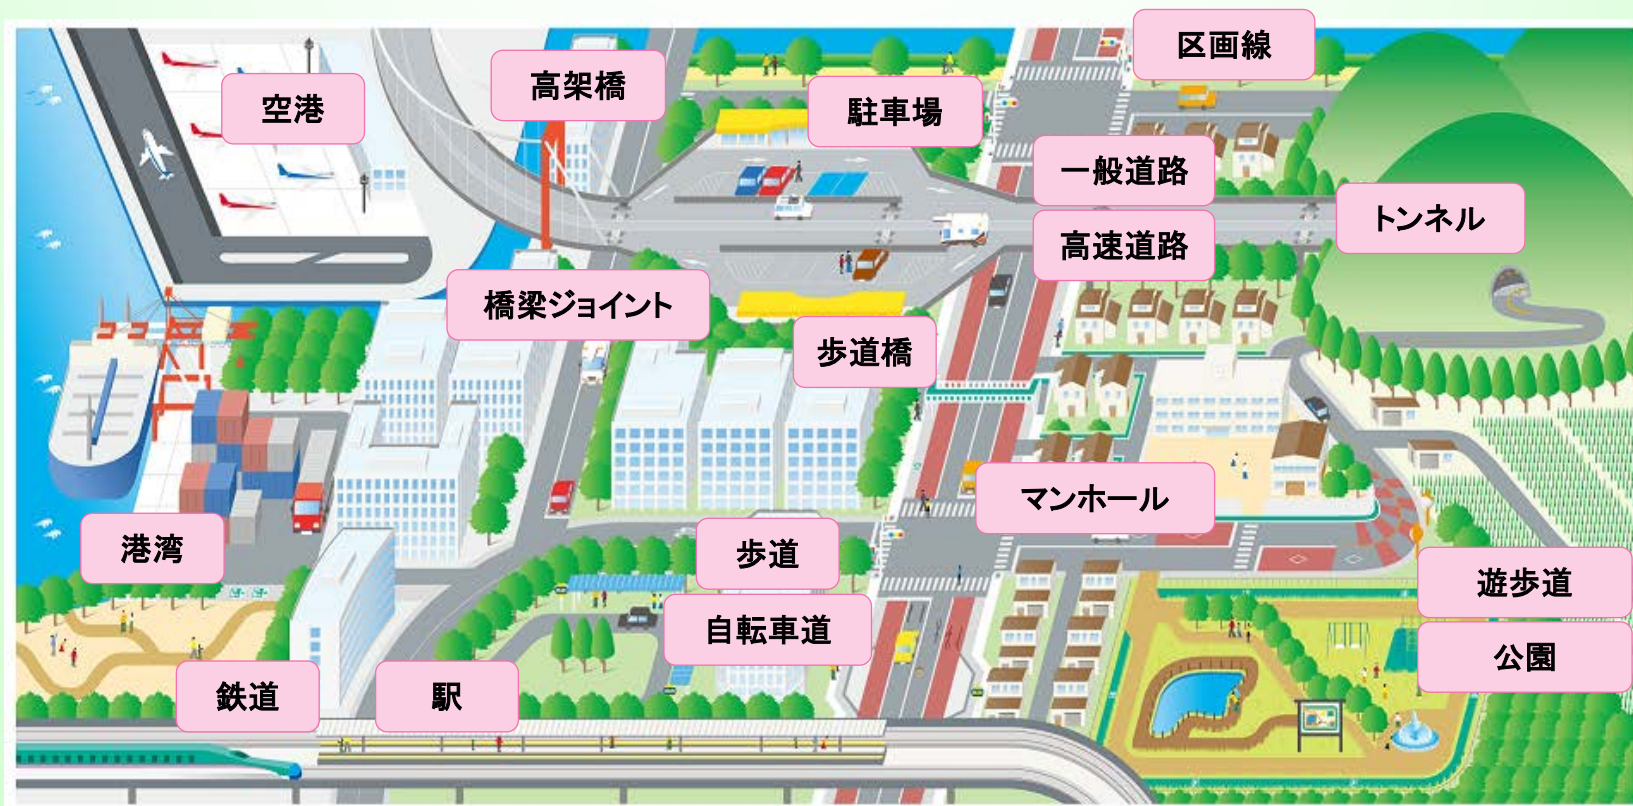 区画線
高架橋
空港
駐車場
一般道路
トンネル
高速道路
橋梁ジョイント
歩道橋
マンホール
港湾
歩道
遊歩道
自転車道
公園
鉄道
駅